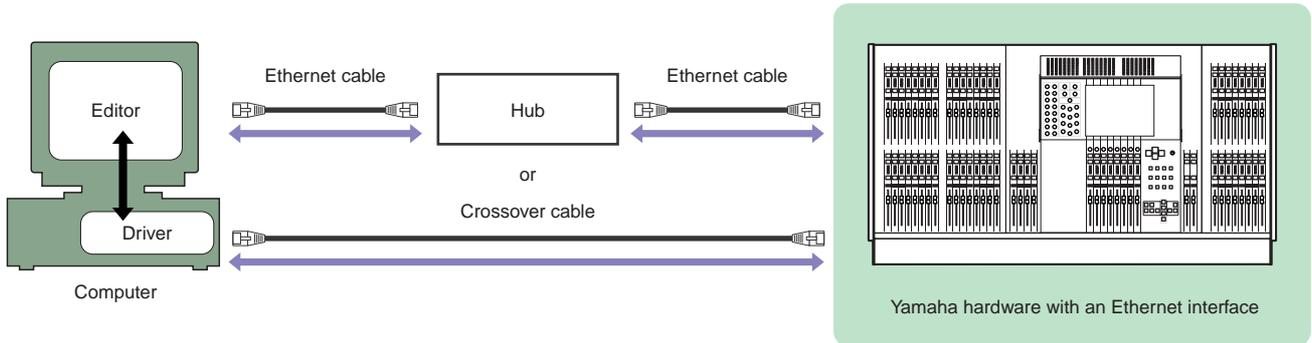 Ethernet cable
Ethernet cable
Editor
Hub
or
Crossover cable
Driver
Computer
Yamaha hardware with an Ethernet interface